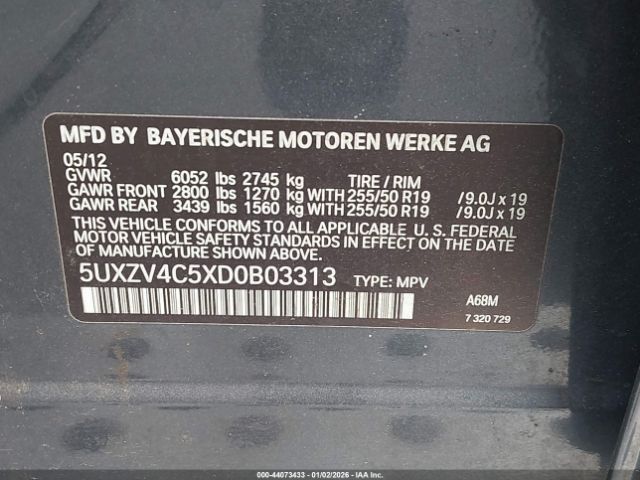 MFD BY BAYERISCHE MOTOREN WERKE AG
05/12
GVWR 6052 lbs 2745 kg TIRE / RIM
GAWR FRONT 2800 lbs 1270 kg WITH 255/50 R19 /9.0J x 19
GAWR REAR 3439 lbs 1560 kg WITH 255/50 R19 /9.0J x 19
THIS VEHICLE CONFORMS TO ALL APPLICABLE U. S. FEDERAL
MOTOR VEHICLE SAFETY STANDARDS IN EFFECT ON THE DATE
OF MANUFACTURE SHOWN ABOVE.
5UXZV4C5XD0B03313 TYPE: MPV
A68M
7 320 729
000-44073433 - 01/02/2026 - IAAI.COM